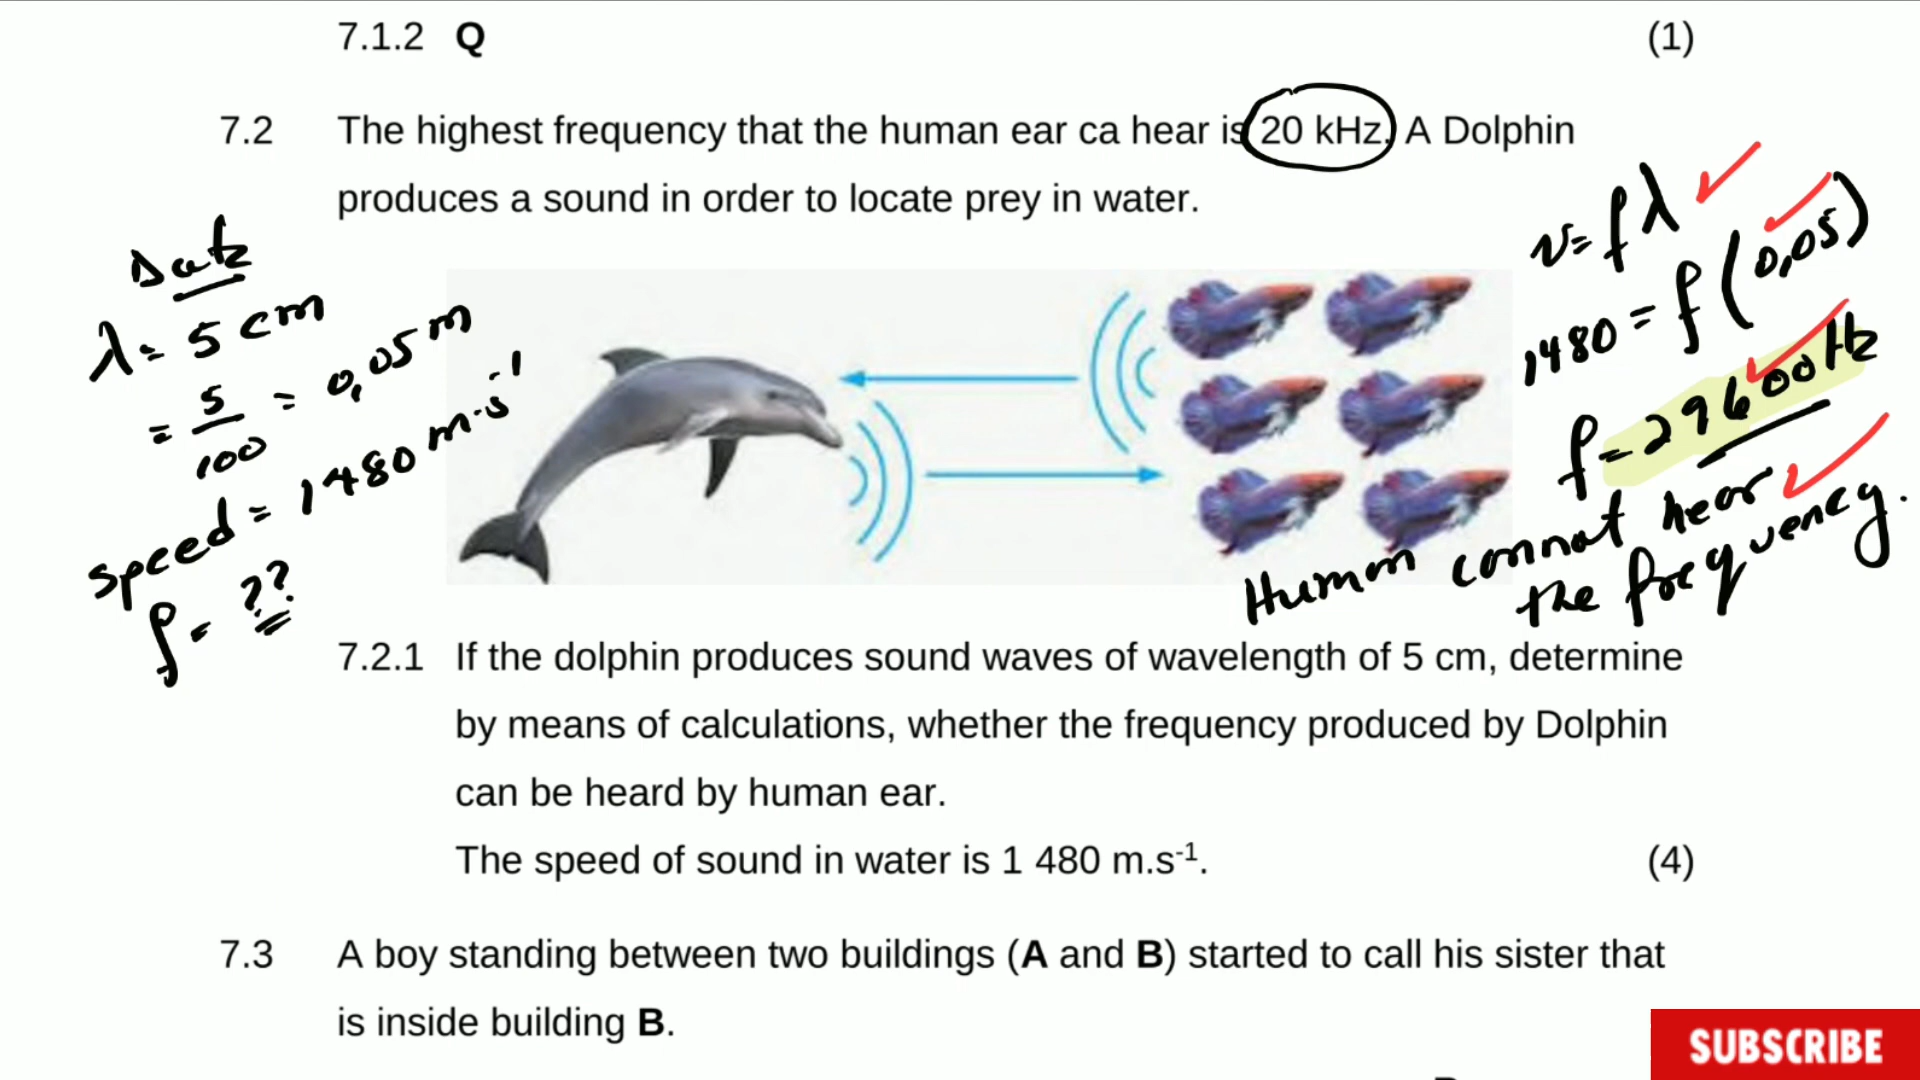 7.1.2 Q (1)
7.2 The highest frequency that the human ear ca hear is 20 kHz. A Dolphin
produces a sound in order to locate prey in water.
Data
λ = 5 cm
= 5/100 = 0,05 m
speed = 1480 m·s⁻¹
f = ??
v = fλ
1480 = f(0,05)
f = 29600 Hz
Human cannot hear
the frequency.
7.2.1 If the dolphin produces sound waves of wavelength of 5 cm, determine
by means of calculations, whether the frequency produced by Dolphin
can be heard by human ear.
The speed of sound in water is 1 480 m.s⁻¹. (4)
7.3 A boy standing between two buildings (A and B) started to call his sister that
is inside building B.
SUBSCRIBE